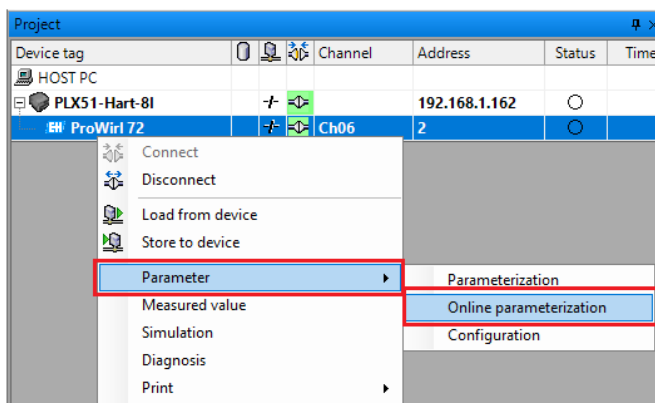 Project
Device tag Channel Address Status Time
HOST PC
PLX51-Hart-8I 192.168.1.162
EH ProWirl 72 Ch06 2
Connect
Disconnect
Load from device
Store to device
Parameter Parameterization
Measured value Online parameterization
Simulation Configuration
Diagnosis
Print